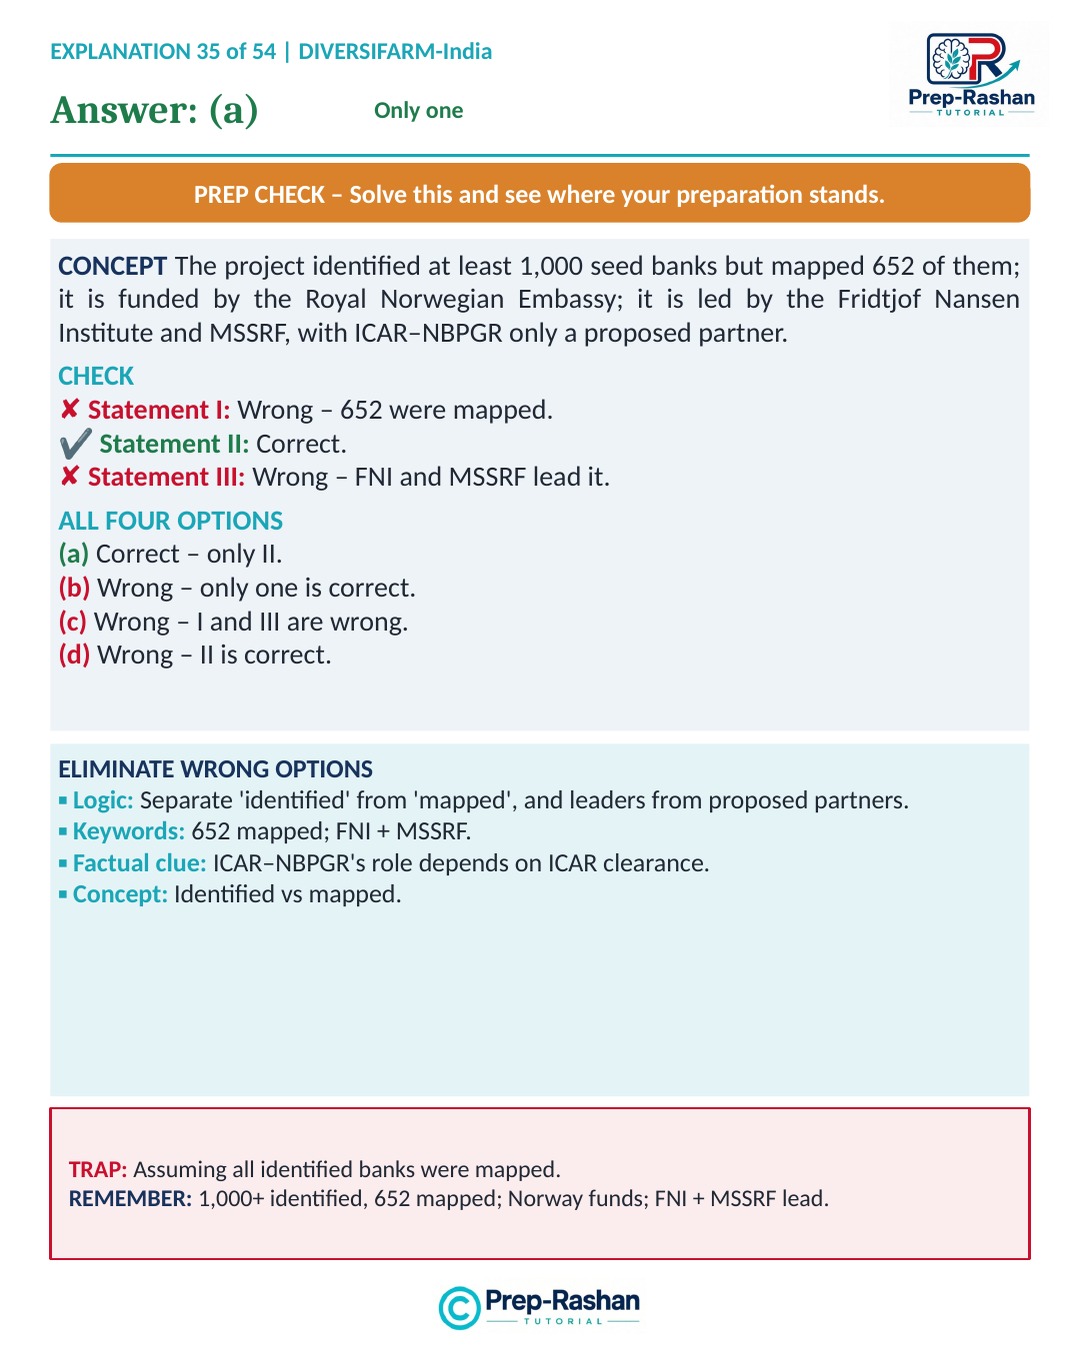 EXPLANATION 35 of 54 | DIVERSIFARM-India
Prep-Rashan
TUTORIAL
Answer: (a)
Only one
PREP CHECK – Solve this and see where your preparation stands.
CONCEPT The project identified at least 1,000 seed banks but mapped 652 of them;
it is funded by the Royal Norwegian Embassy; it is led by the Fridtjof Nansen
Institute and MSSRF, with ICAR–NBPGR only a proposed partner.
CHECK
✘ Statement I: Wrong – 652 were mapped.
✔ Statement II: Correct.
✘ Statement III: Wrong – FNI and MSSRF lead it.
ALL FOUR OPTIONS
(a) Correct – only II.
(b) Wrong – only one is correct.
(c) Wrong – I and III are wrong.
(d) Wrong – II is correct.
ELIMINATE WRONG OPTIONS
▪ Logic: Separate 'identified' from 'mapped', and leaders from proposed partners.
▪ Keywords: 652 mapped; FNI + MSSRF.
▪ Factual clue: ICAR–NBPGR's role depends on ICAR clearance.
▪ Concept: Identified vs mapped.
TRAP: Assuming all identified banks were mapped.
REMEMBER: 1,000+ identified, 652 mapped; Norway funds; FNI + MSSRF lead.
© Prep-Rashan
TUTORIAL